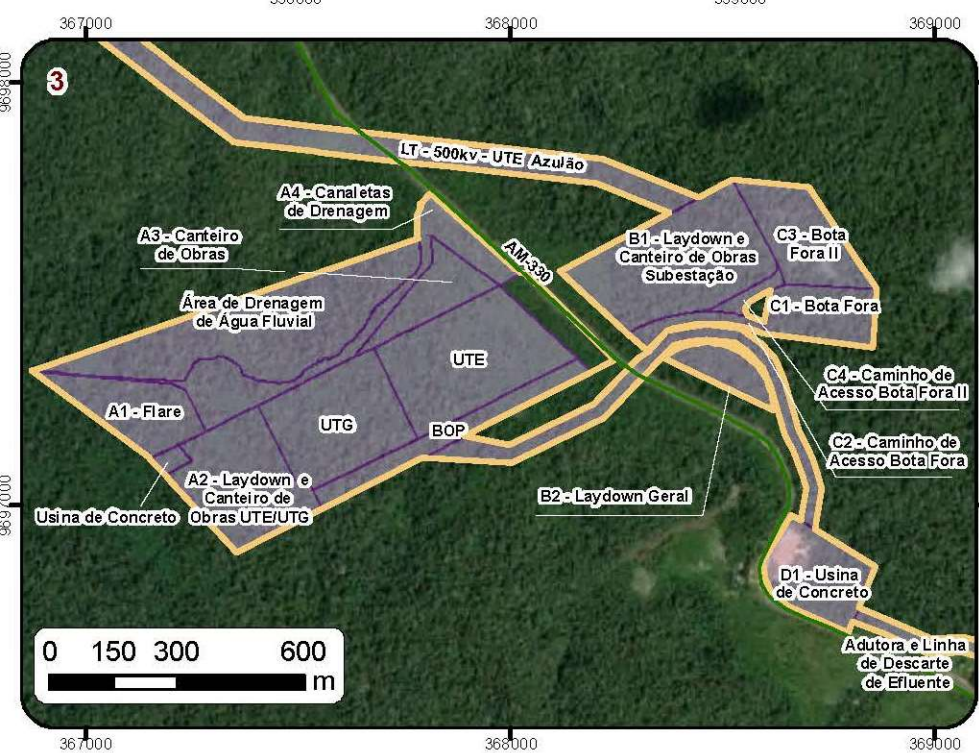 367000
368000
369000
9698000
3
LT - 500kv - UTE Azulão
A4 - Canaletas
de Drenagem
A3 - Canteiro
de Obras
AM-330
B1 - Laydown e
Canteiro de Obras
Subestação
C3 - Bota
Fora II
C1 - Bota Fora
Área de Drenagem
de Água Fluvial
UTE
C4 - Caminho de
Acesso Bota Fora II
A1 - Flare
UTG
BOP
C2 - Caminho de
Acesso Bota Fora
A2 - Laydown e
Canteiro de
Obras UTE/UTG
B2 - Laydown Geral
Usina de Concreto
9697000
D1 - Usina
de Concreto
Adutora e Linha
de Descarte
de Efluente
0 150 300 600
m
367000
368000
369000